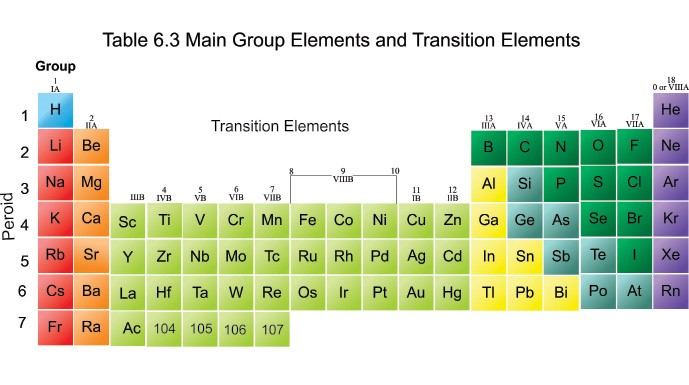 Table 6.3 Main Group Elements and Transition Elements
Group
1 18
IA 0 or VIIIA
1 H He
2 13 14 15 16 17
IIA Transition Elements IIIA IVA VA VIA VIIA
2 Li Be B C N O F Ne
3 Na Mg Al Si P S Cl Ar
8 9 10
4 5 6 7 VIIIB 11 12
IIIB IVB VB VIB VIIB IB IIB
Peroid
4 K Ca Sc Ti V Cr Mn Fe Co Ni Cu Zn Ga Ge As Se Br Kr
5 Rb Sr Y Zr Nb Mo Tc Ru Rh Pd Ag Cd In Sn Sb Te I Xe
6 Cs Ba La Hf Ta W Re Os Ir Pt Au Hg Tl Pb Bi Po At Rn
7 Fr Ra Ac 104 105 106 107